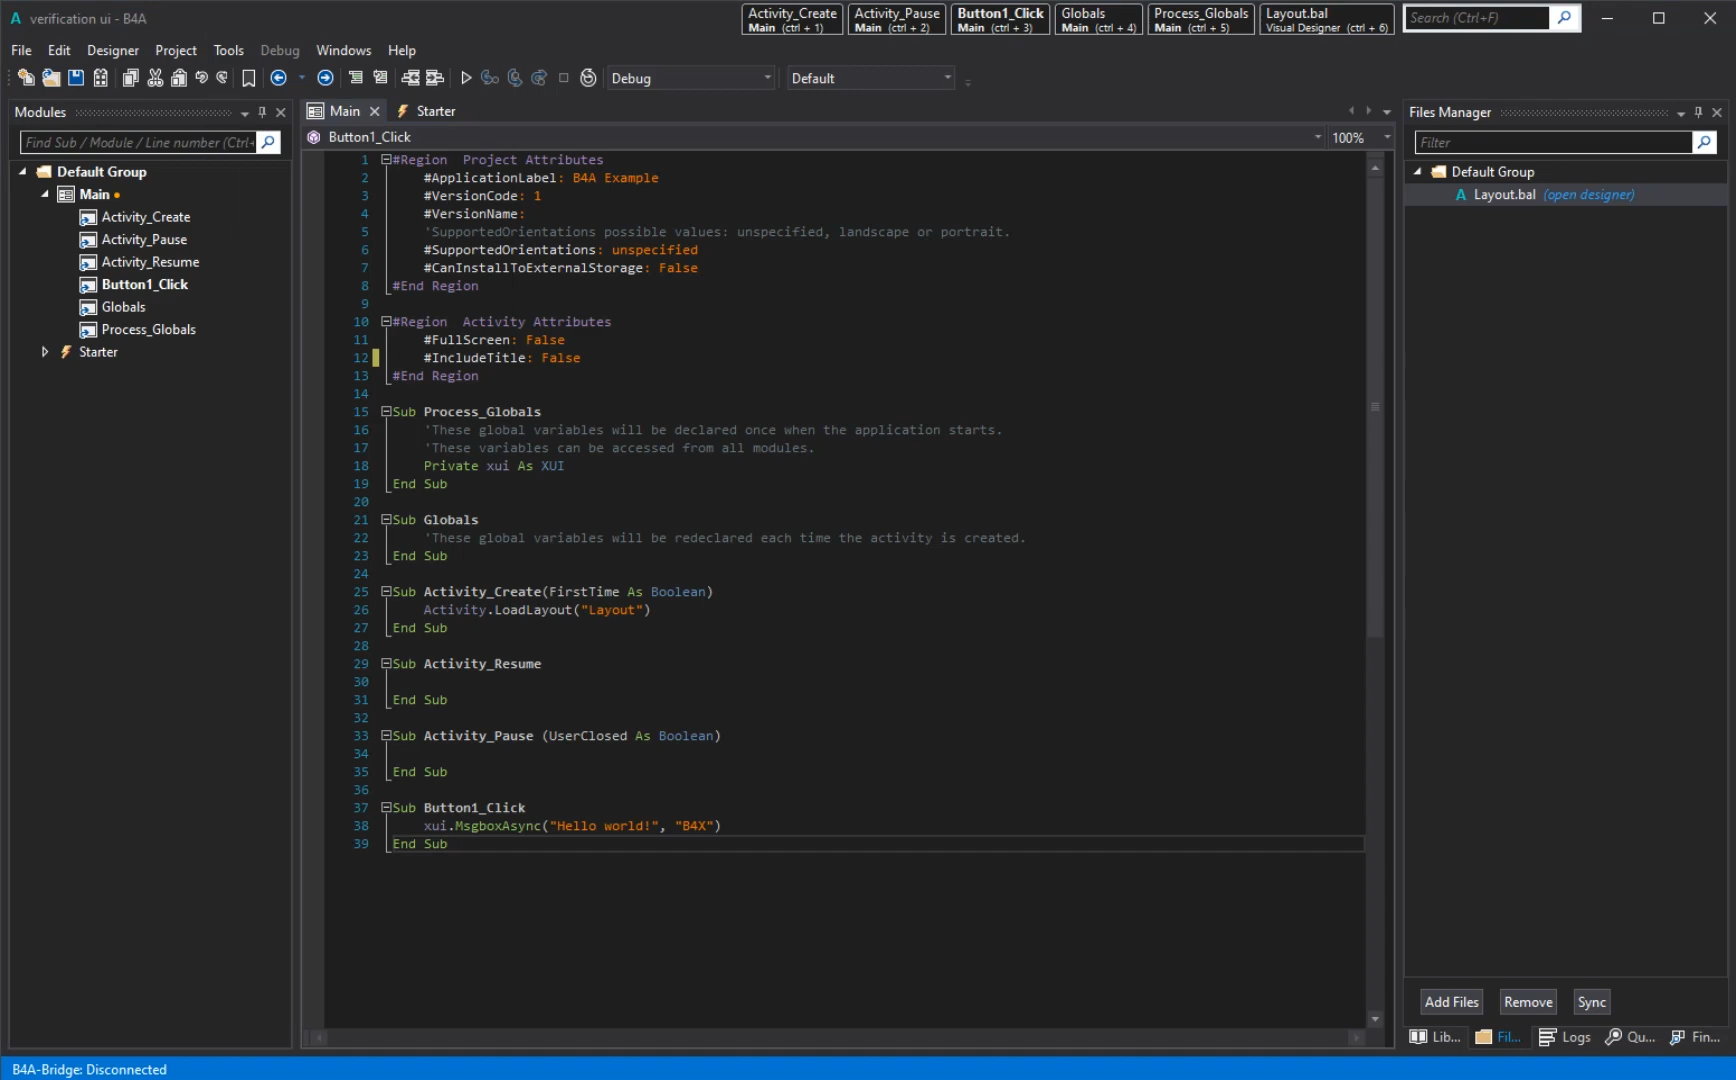 verification ui - B4A
Activity_Create
Main (ctrl + 1)
Activity_Pause
Main (ctrl + 2)
Button1_Click
Main (ctrl + 3)
Globals
Main (ctrl + 4)
Process_Globals
Main (ctrl + 5)
Layout.bal
Visual Designer (ctrl + 6)
Search (Ctrl+F)
File Edit Designer Project Tools Debug Windows Help
Debug
Default
Modules
Find Sub / Module / Line number (Ctrl+
Default Group
Main
Activity_Create
Activity_Pause
Activity_Resume
Button1_Click
Globals
Process_Globals
Starter
Main
Starter
Button1_Click
100%
1 #Region  Project Attributes
2 #ApplicationLabel: B4A Example
3 #VersionCode: 1
4 #VersionName:
5 'SupportedOrientations possible values: unspecified, landscape or portrait.
6 #SupportedOrientations: unspecified
7 #CanInstallToExternalStorage: False
8 #End Region
9
10 #Region  Activity Attributes
11 #FullScreen: False
12 #IncludeTitle: False
13 #End Region
14
15 Sub Process_Globals
16 'These global variables will be declared once when the application starts.
17 'These variables can be accessed from all modules.
18 Private xui As XUI
19 End Sub
20
21 Sub Globals
22 'These global variables will be redeclared each time the activity is created.
23 End Sub
24
25 Sub Activity_Create(FirstTime As Boolean)
26 Activity.LoadLayout("Layout")
27 End Sub
28
29 Sub Activity_Resume
30
31 End Sub
32
33 Sub Activity_Pause (UserClosed As Boolean)
34
35 End Sub
36
37 Sub Button1_Click
38 xui.MsgboxAsync("Hello world!", "B4X")
39 End Sub
Files Manager
Filter
Default Group
Layout.bal (open designer)
Add Files
Remove
Sync
Lib...
Fil...
Logs
Qu...
Fin...
B4A-Bridge: Disconnected